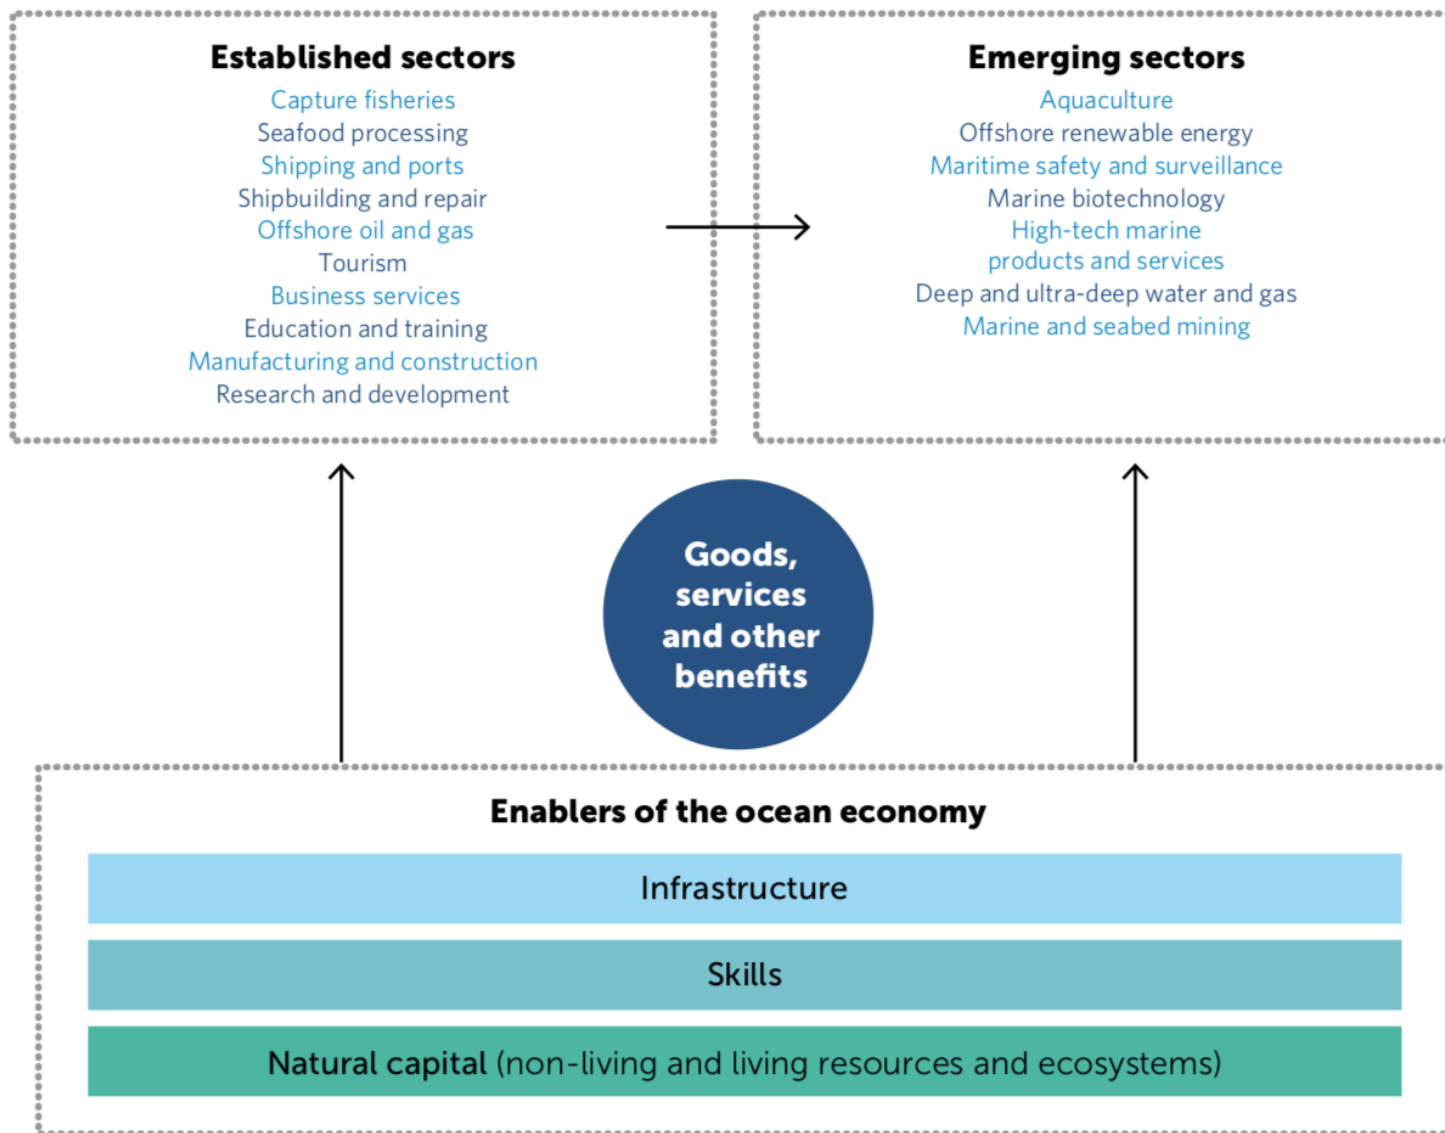 Established sectors
Capture fisheries
Seafood processing
Shipping and ports
Shipbuilding and repair
Offshore oil and gas
Tourism
Business services
Education and training
Manufacturing and construction
Research and development
Emerging sectors
Aquaculture
Offshore renewable energy
Maritime safety and surveillance
Marine biotechnology
High-tech marine
products and services
Deep and ultra-deep water and gas
Marine and seabed mining
Goods,
services
and other
benefits
Enablers of the ocean economy
Infrastructure
Skills
Natural capital (non-living and living resources and ecosystems)